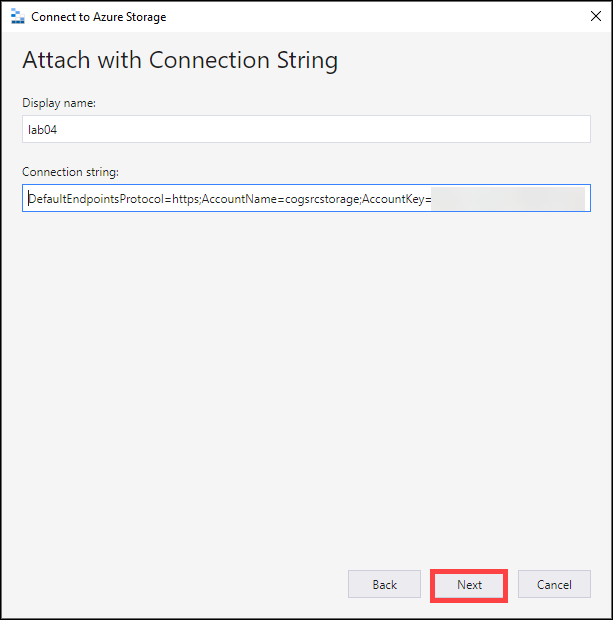 Connect to Azure Storage
Attach with Connection String
Display name:
lab04
Connection string:
DefaultEndpointsProtocol=https;AccountName=cogsrcstorage;AccountKey=
Back Next Cancel